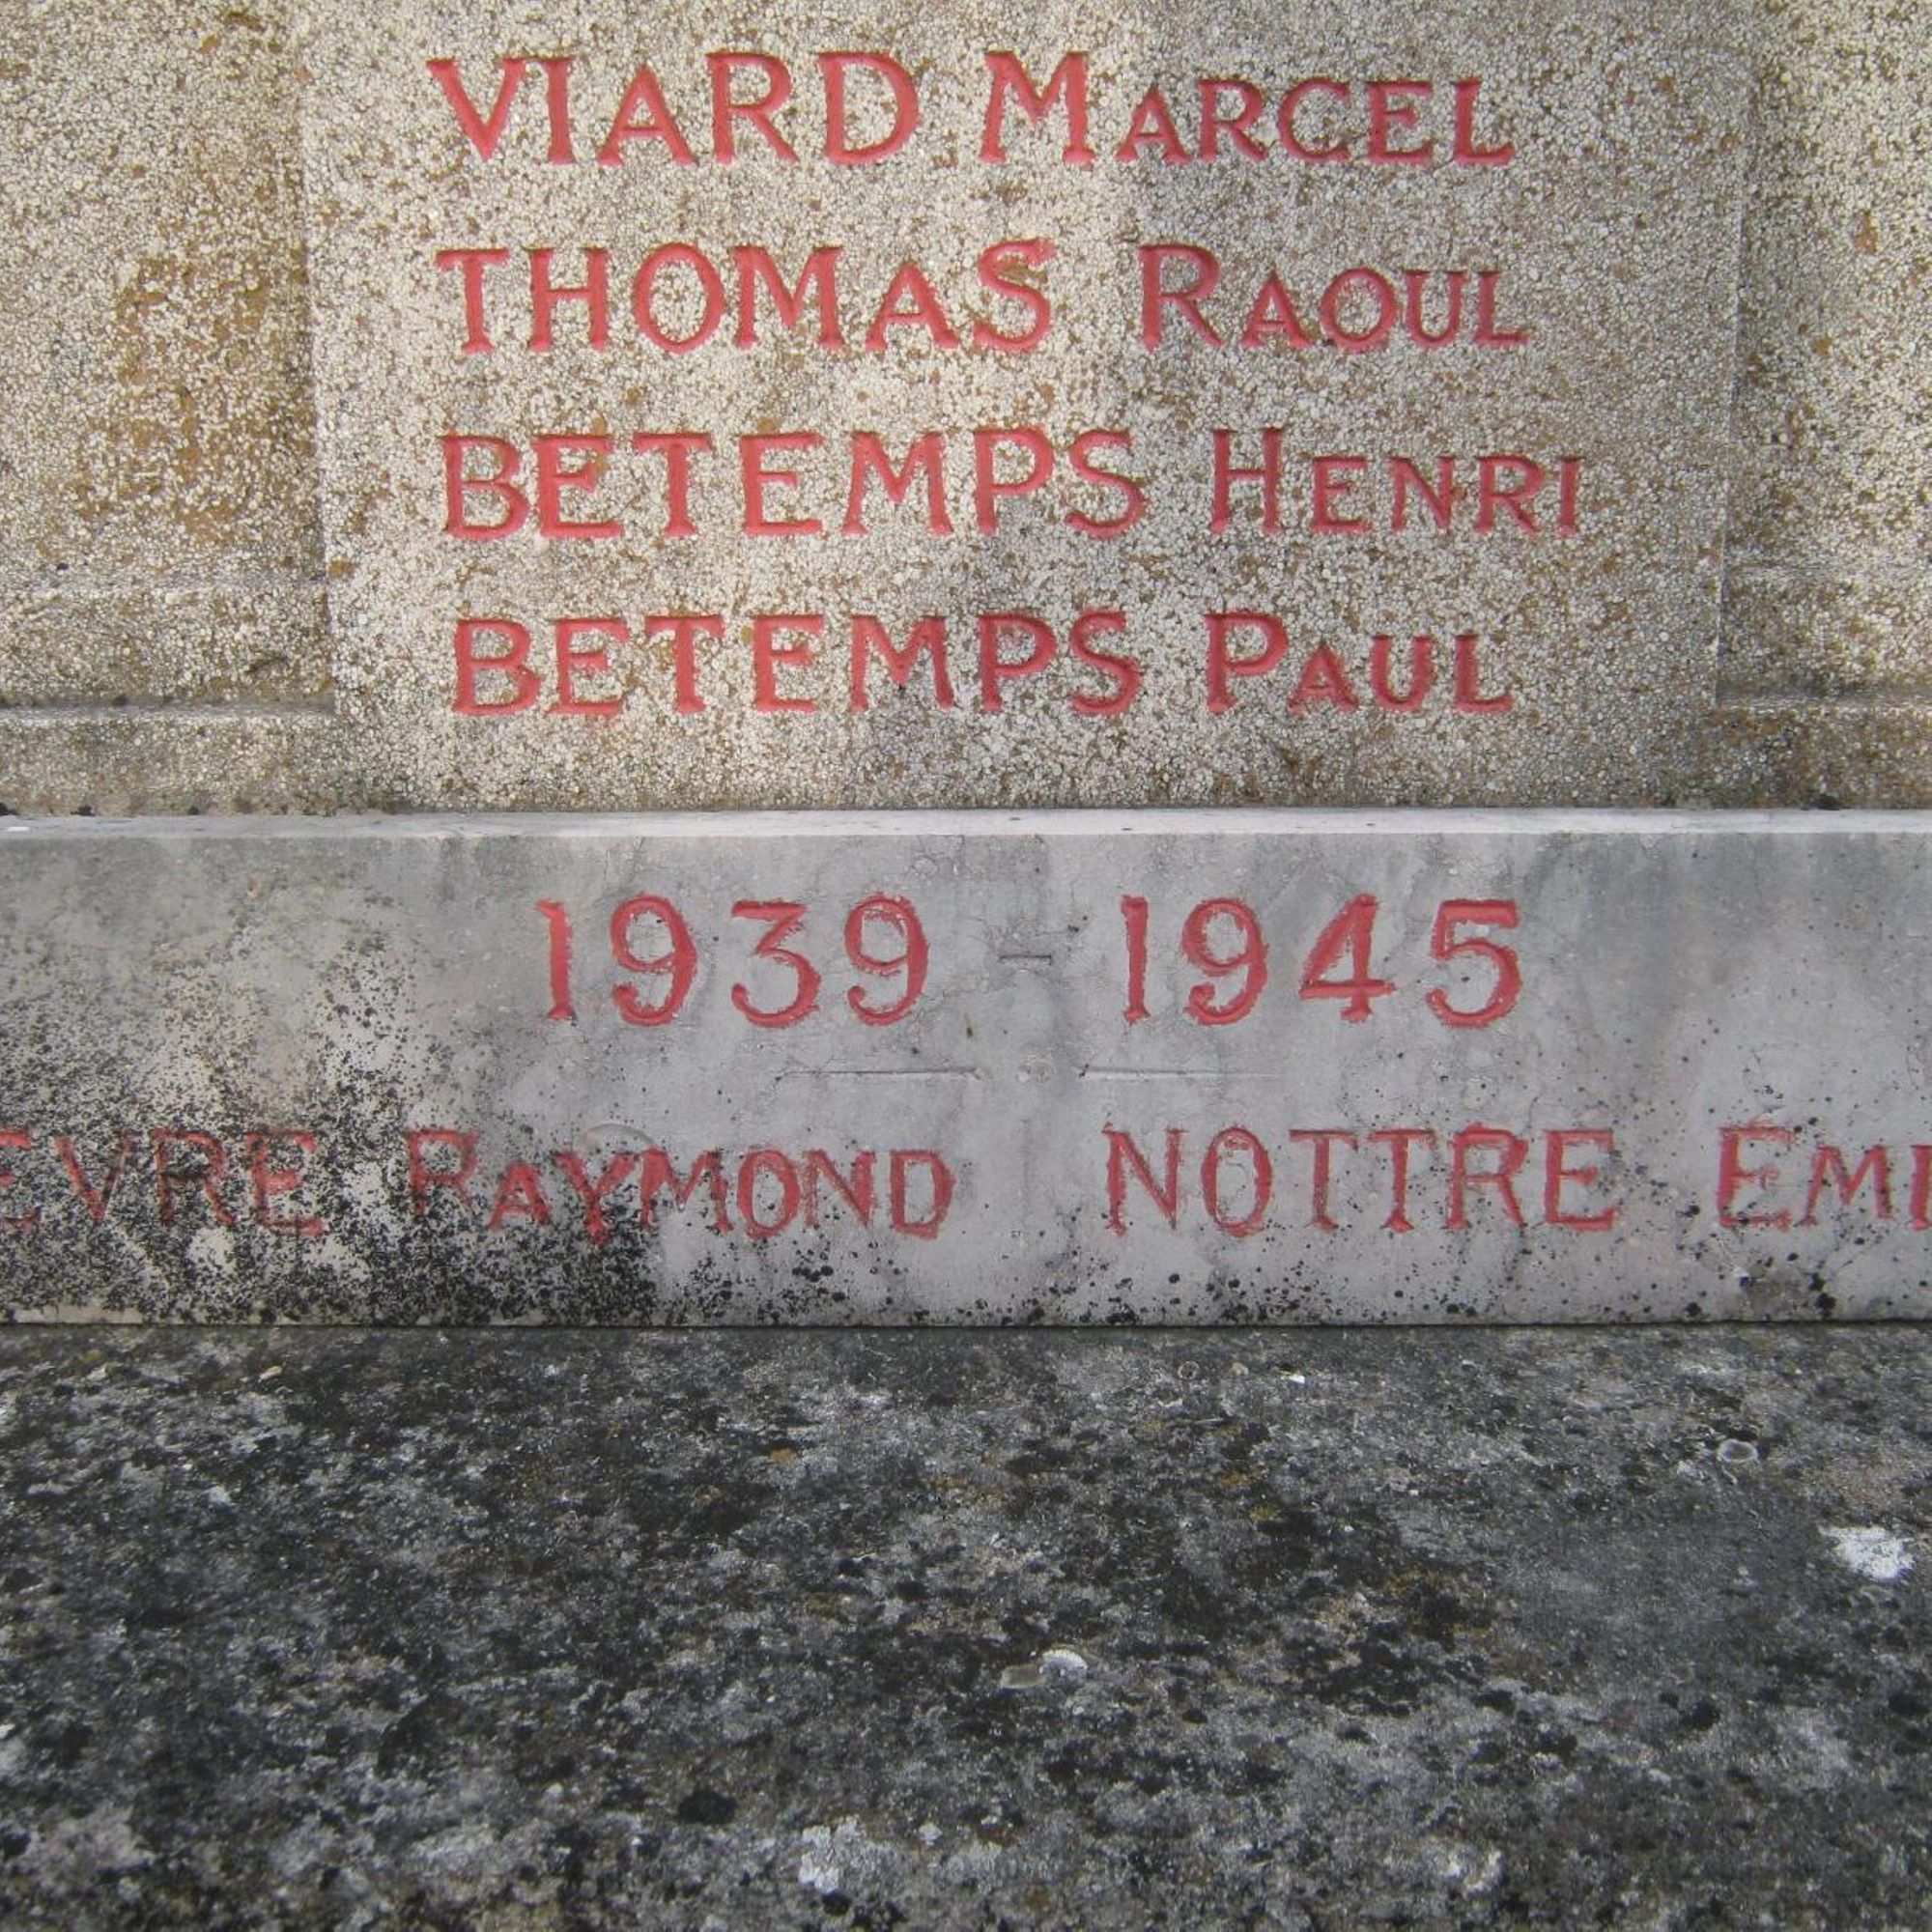 VIARD MARCEL
THOMAS RAOUL
BETEMPS HENRI
BETEMPS PAUL
1939 - 1945
RAYMOND NOTTRE